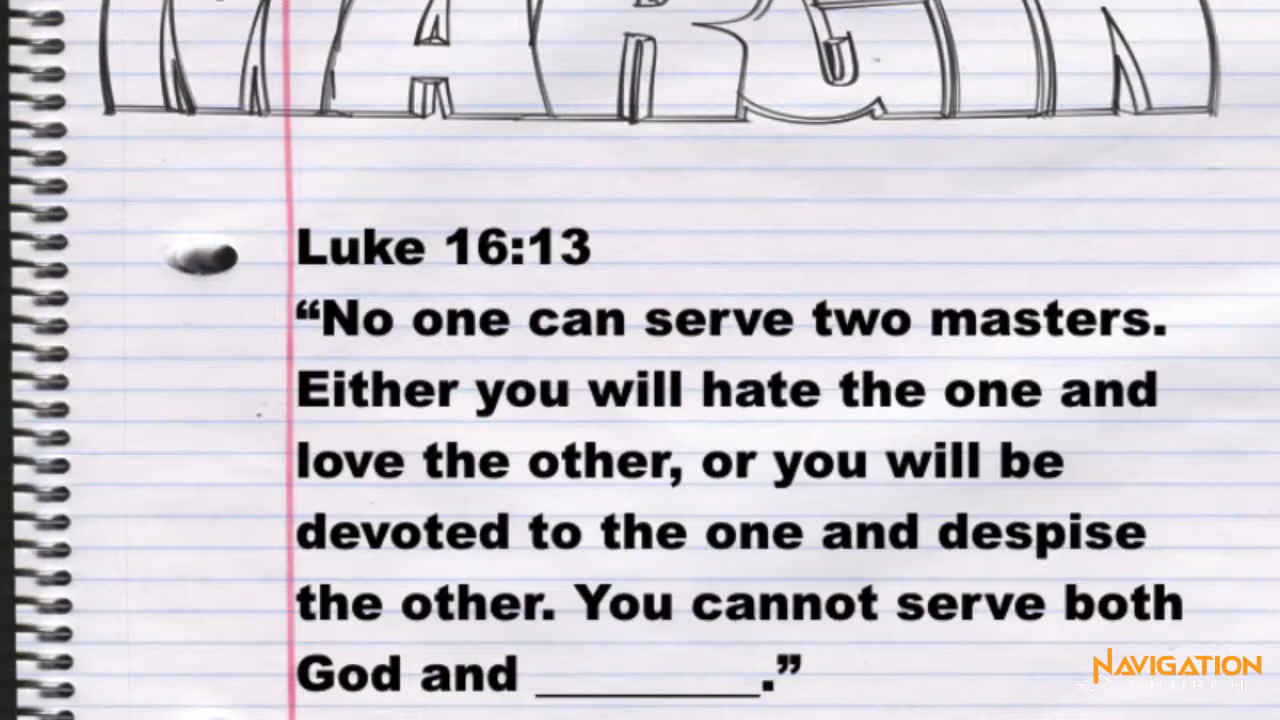 MARGIN
Luke 16:13
“No one can serve two masters.
Either you will hate the one and
love the other, or you will be
devoted to the one and despise
the other. You cannot serve both
God and _________.”
NAVIGATION
CHURCH